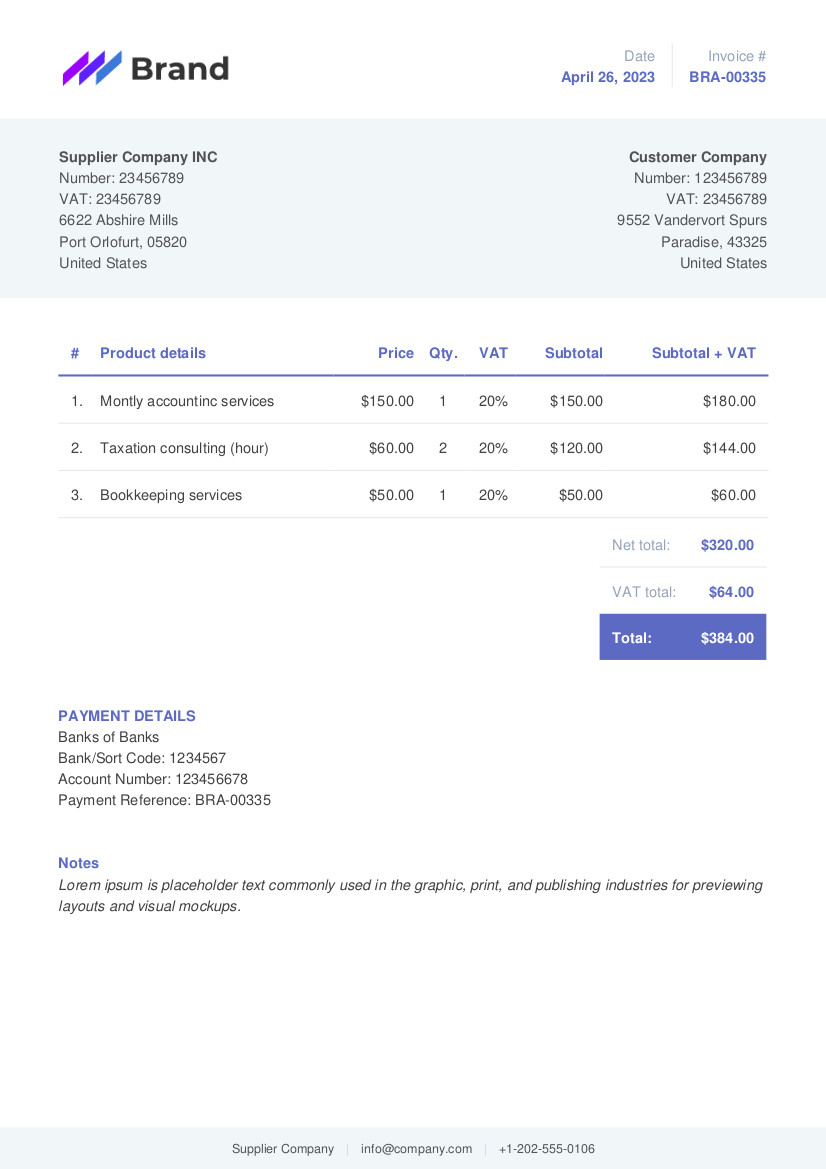 Brand
Date
April 26, 2023
Invoice #
BRA-00335
Supplier Company INC
Number: 23456789
VAT: 23456789
6622 Abshire Mills
Port Orlofurt, 05820
United States
Customer Company
Number: 123456789
VAT: 23456789
9552 Vandervort Spurs
Paradise, 43325
United States
# Product details Price Qty. VAT Subtotal Subtotal + VAT
1. Montly accountinc services $150.00 1 20% $150.00 $180.00
2. Taxation consulting (hour) $60.00 2 20% $120.00 $144.00
3. Bookkeeping services $50.00 1 20% $50.00 $60.00
Net total: $320.00
VAT total: $64.00
Total: $384.00
PAYMENT DETAILS
Banks of Banks
Bank/Sort Code: 1234567
Account Number: 123456678
Payment Reference: BRA-00335
Notes
Lorem ipsum is placeholder text commonly used in the graphic, print, and publishing industries for previewing
layouts and visual mockups.
Supplier Company | info@company.com | +1-202-555-0106